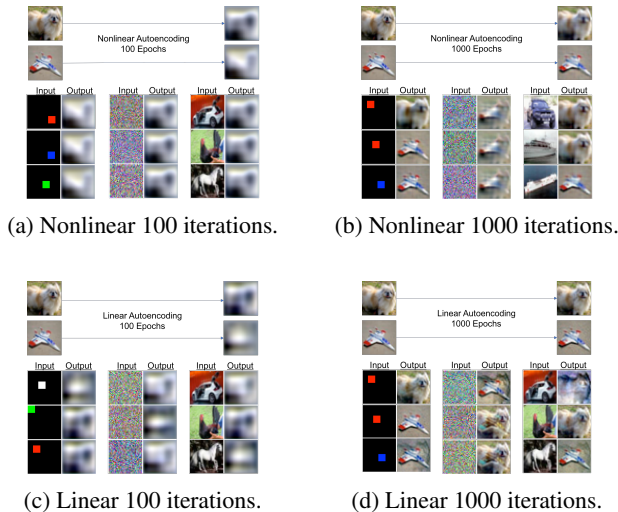 Nonlinear Autoencoding
100 Epochs
Input Output Input Output Input Output
(a) Nonlinear 100 iterations.
Nonlinear Autoencoding
1000 Epochs
Input Output Input Output Input Output
(b) Nonlinear 1000 iterations.
Linear Autoencoding
100 Epochs
Input Output Input Output Input Output
(c) Linear 100 iterations.
Linear Autoencoding
1000 Epochs
Input Output Input Output Input Output
(d) Linear 1000 iterations.